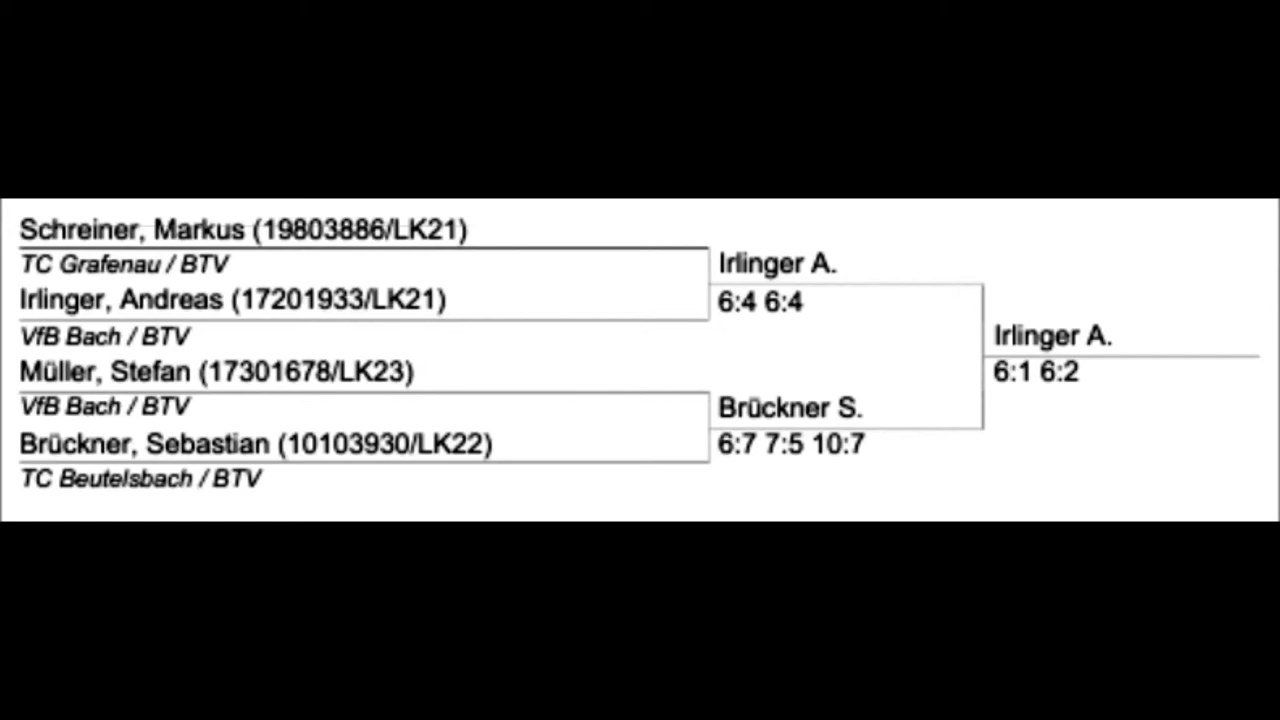 Schreiner, Markus (19803886/LK21)
TC Grafenau / BTV
Irlinger A.
Irlinger, Andreas (17201933/LK21)
6:4 6:4
VfB Bach / BTV
Irlinger A.
Müller, Stefan (17301678/LK23)
6:1 6:2
VfB Bach / BTV
Brückner S.
Brückner, Sebastian (10103930/LK22)
6:7 7:5 10:7
TC Beutelsbach / BTV